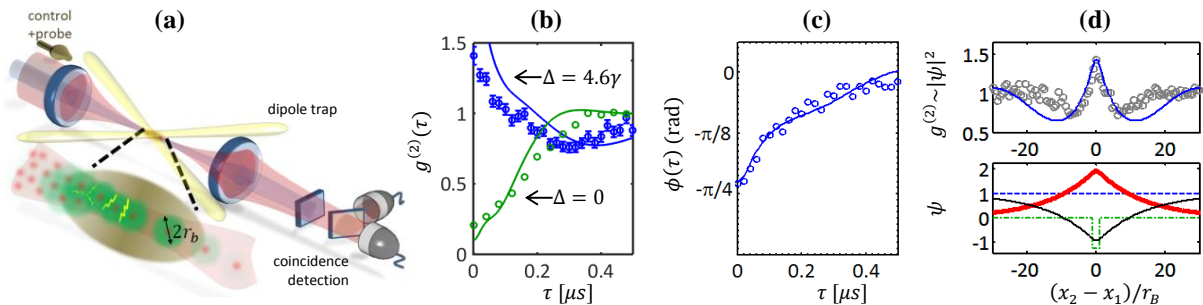 (a)
control
+probe
dipole trap
2r_b
coincidence
detection
(b)
1.5
1
0.5
0
g^{(2)}(τ)
← Δ = 4.6γ
← Δ = 0
0 0.2 0.4
τ [μs]
(c)
0
-π/8
-π/4
ϕ(τ) (rad)
0 0.2 0.4
τ [μs]
(d)
1.5
1
0.5
g^{(2)}~|ψ|^2
-20 0 20
2
1
0
-1
ψ
-20 0 20
(x_2 − x_1)/r_B